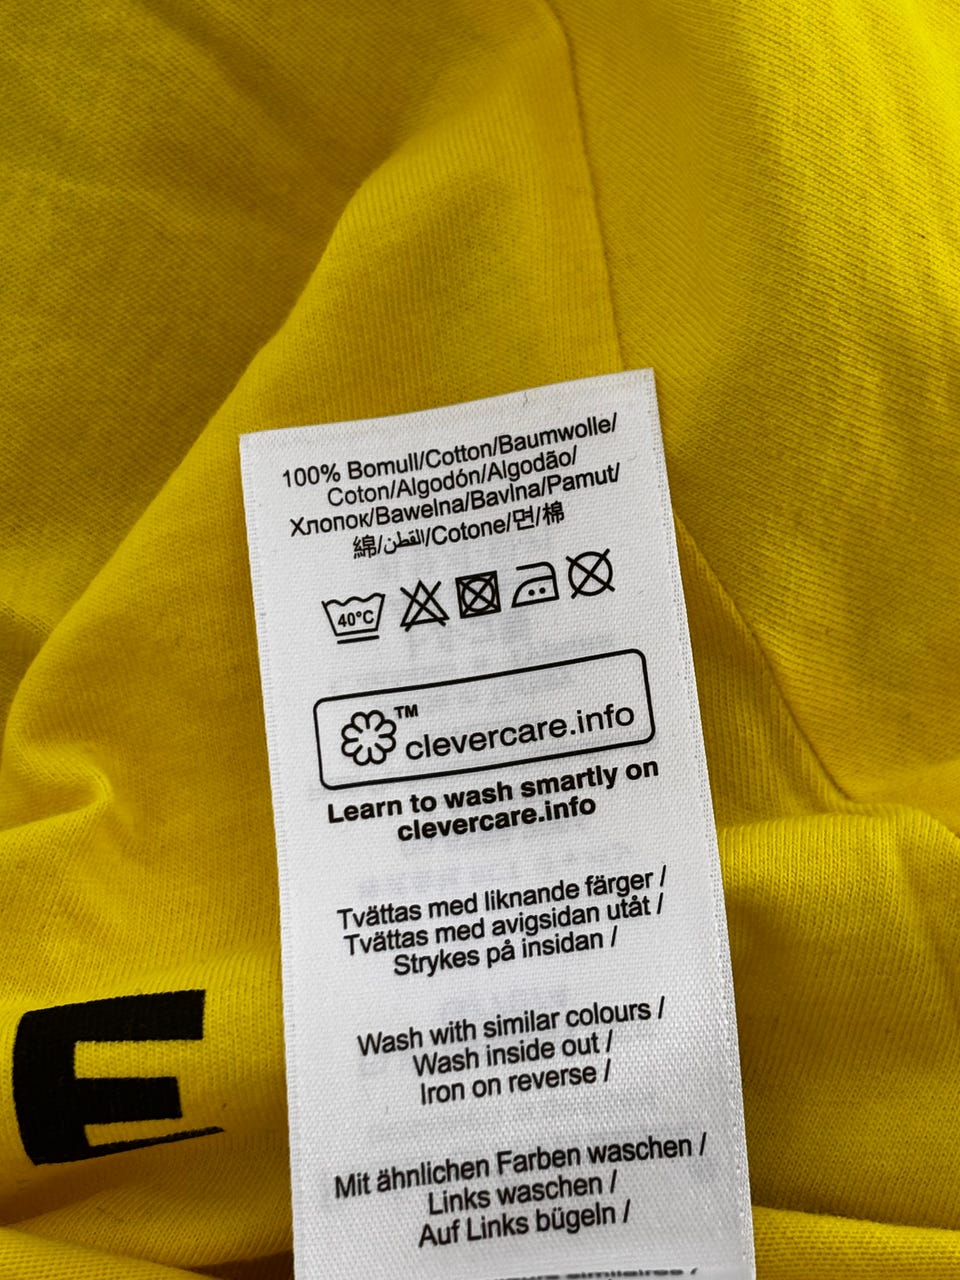 100% Bomull/Cotton/Baumwolle/
Coton/Algodón/Algodão/
Хлопок/Bawełna/Bavlna/Pamut/
綿/القطن/Cotone/면/棉
40°C
TM
clevercare.info
Learn to wash smartly on
clevercare.info
Tvättas med liknande färger /
Tvättas med avigsidan utåt /
Strykes på insidan /
Wash with similar colours /
Wash inside out /
Iron on reverse /
Mit ähnlichen Farben waschen /
Links waschen /
Auf Links bügeln /
E